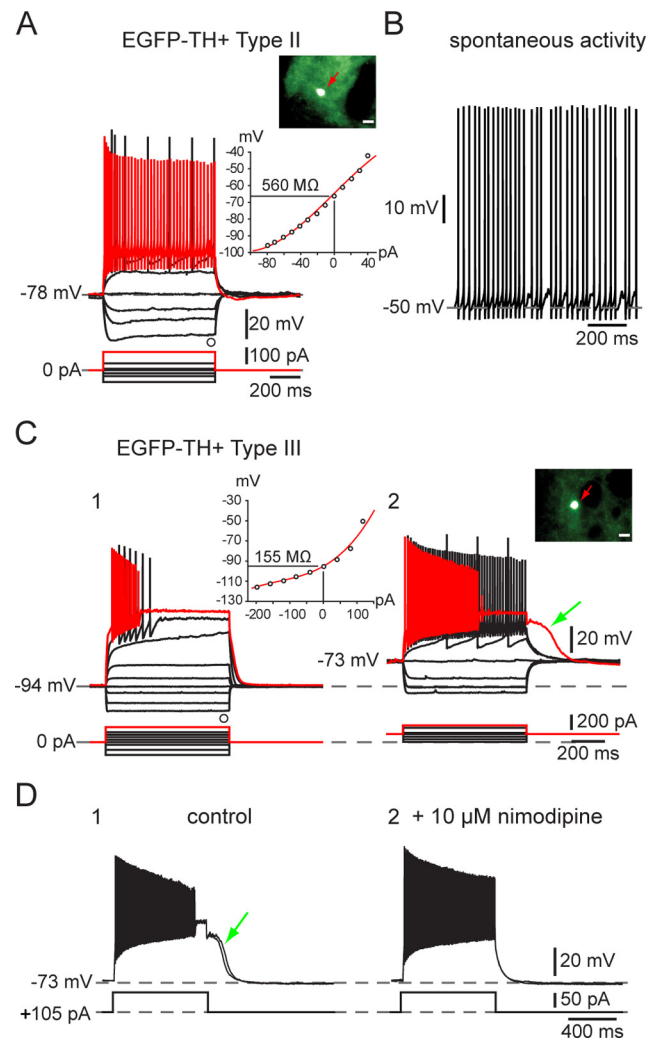 A
EGFP-TH+ Type II
mV
-40
-50
-60
-70
-80
-90
-100
560 MΩ
pA
-80 -40 0 40
-78 mV
20 mV
100 pA
0 pA
200 ms
B
spontaneous activity
10 mV
-50 mV
200 ms
C
EGFP-TH+ Type III
1
mV
-30
-50
-70
-90
-110
-130
155 MΩ
pA
-200 -100 0 100
-94 mV
0 pA
2
-73 mV
20 mV
200 pA
200 ms
D
1 control
-73 mV
+105 pA
2 + 10 µM nimodipine
20 mV
50 pA
400 ms